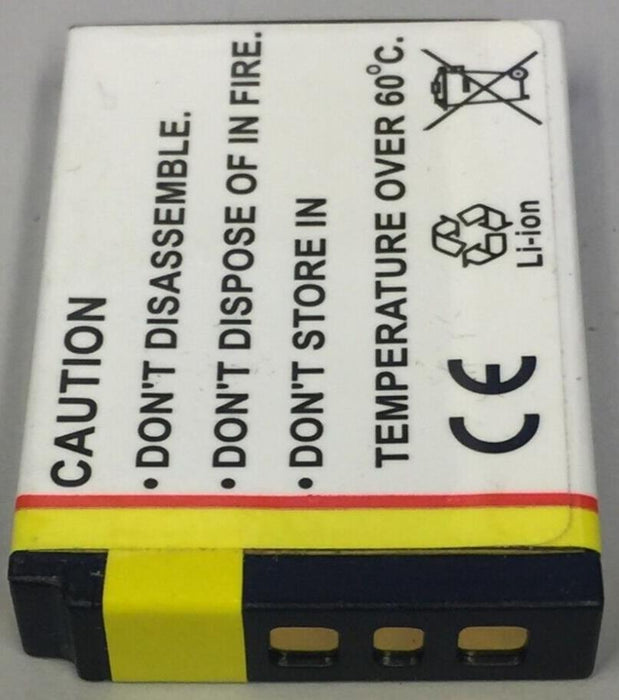 CAUTION
• DON'T DISASSEMBLE.
• DON'T DISPOSE OF IN FIRE.
• DON'T STORE IN
TEMPERATURE OVER 60°C.
CE
Li-ion